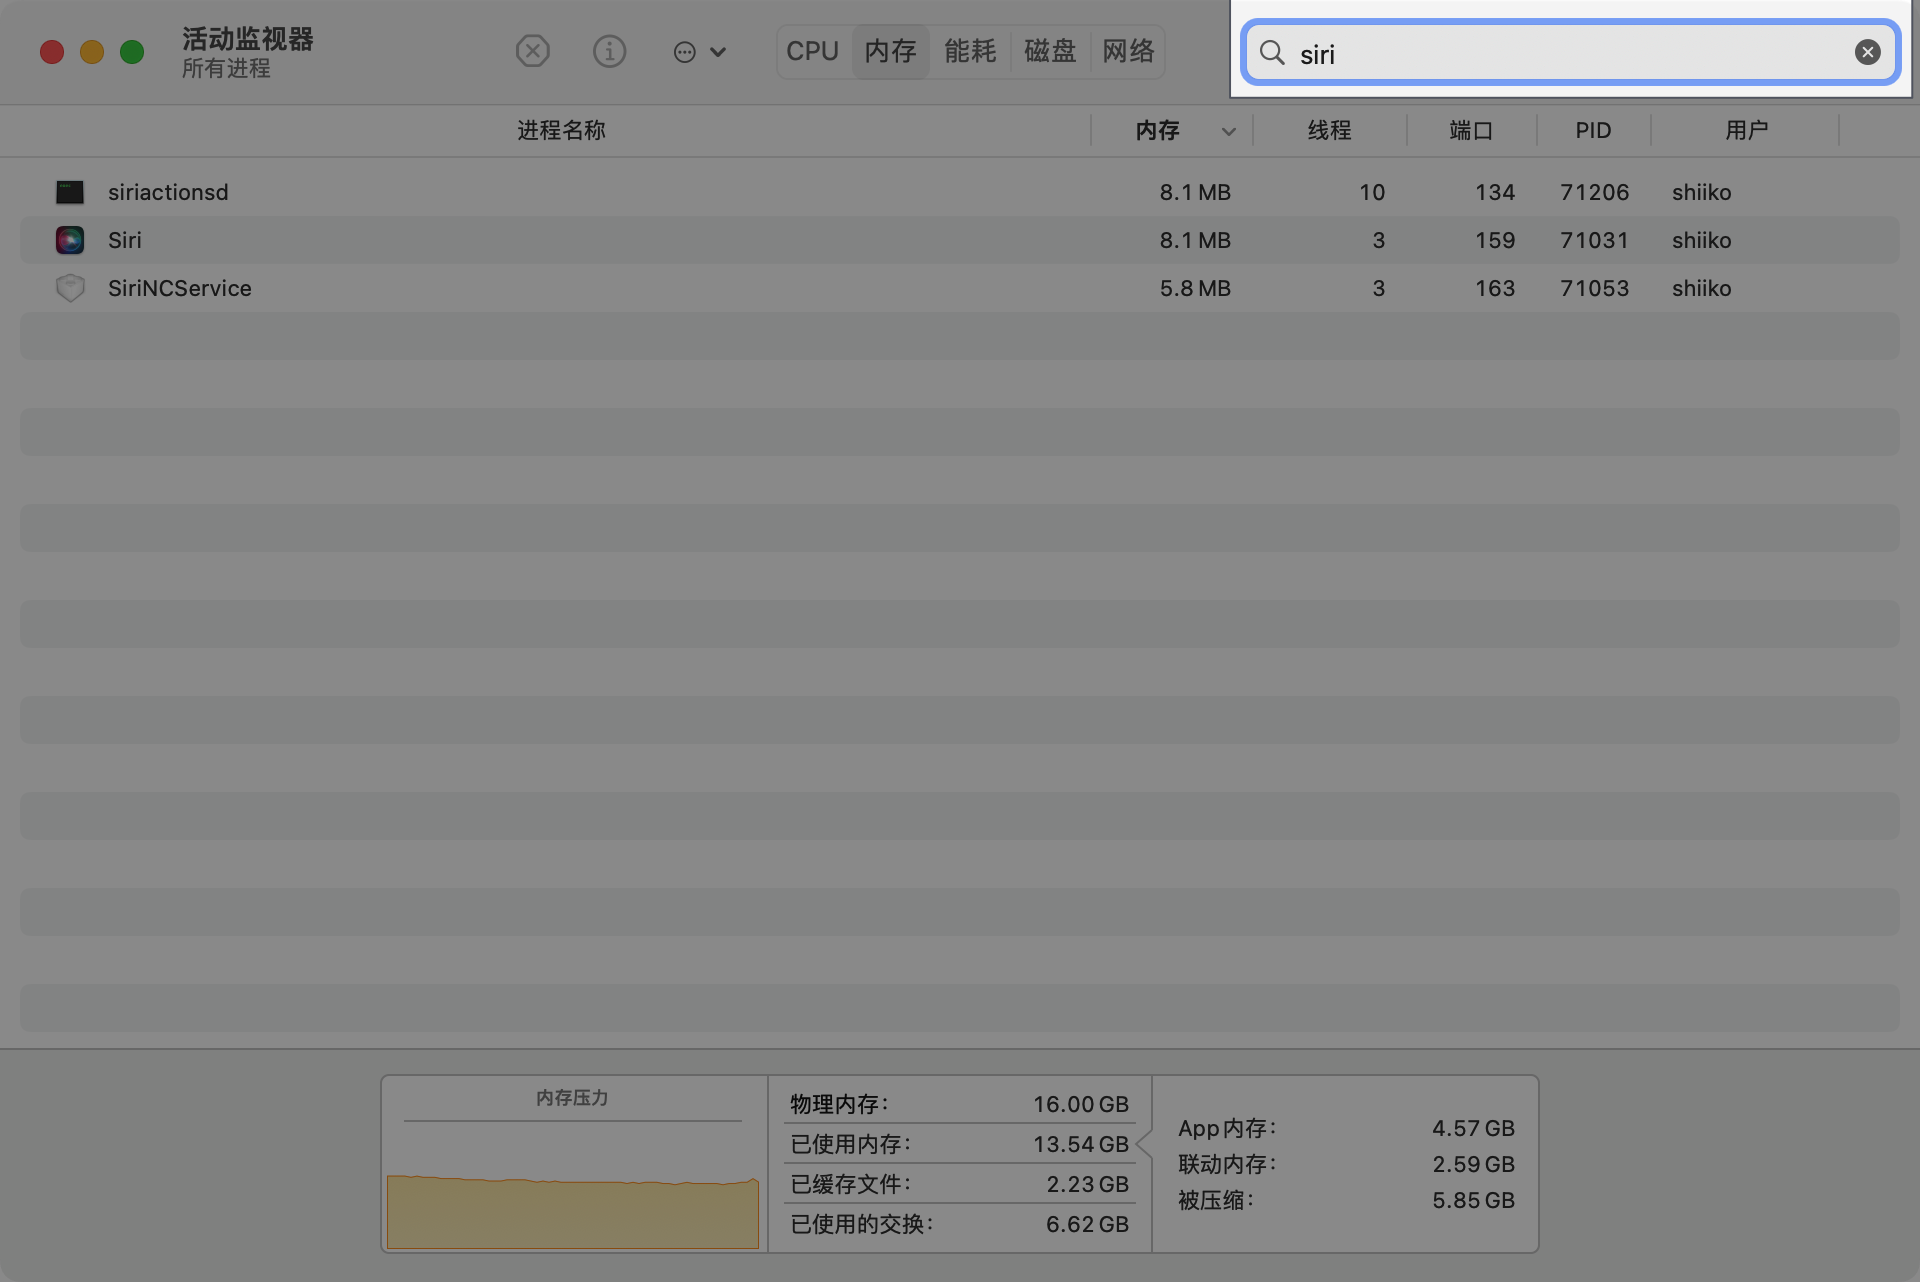 活动监视器
所有进程
CPU 内存 能耗 磁盘 网络
siri
进程名称 内存 线程 端口 PID 用户
siriactionsd 8.1 MB 10 134 71206 shiiko
Siri 8.1 MB 3 159 71031 shiiko
SiriNCService 5.8 MB 3 163 71053 shiiko
内存压力
物理内存： 16.00 GB
已使用内存： 13.54 GB
已缓存文件： 2.23 GB
已使用的交换： 6.62 GB
App内存： 4.57 GB
联动内存： 2.59 GB
被压缩： 5.85 GB